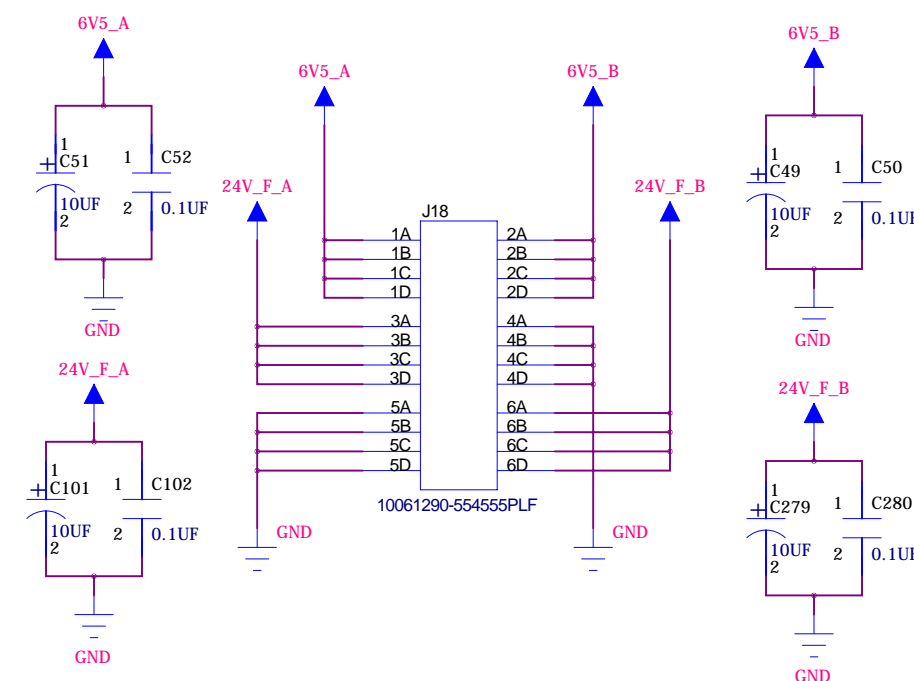 6V5_A
1
+
C51
10UF
2
1
C52
2
0.1UF
GND
24V_F_A
1
+
C101
10UF
2
1
C102
2
0.1UF
GND
6V5_A
24V_F_A
6V5_B
24V_F_B
J18
1A
1B
1C
1D
3A
3B
3C
3D
5A
5B
5C
5D
2A
2B
2C
2D
4A
4B
4C
4D
6A
6B
6C
6D
10061290-554555PLF
GND
GND
6V5_B
1
+
C49
10UF
2
1
C50
2
0.1UF
GND
24V_F_B
1
+
C279
10UF
2
1
C280
2
0.1UF
GND